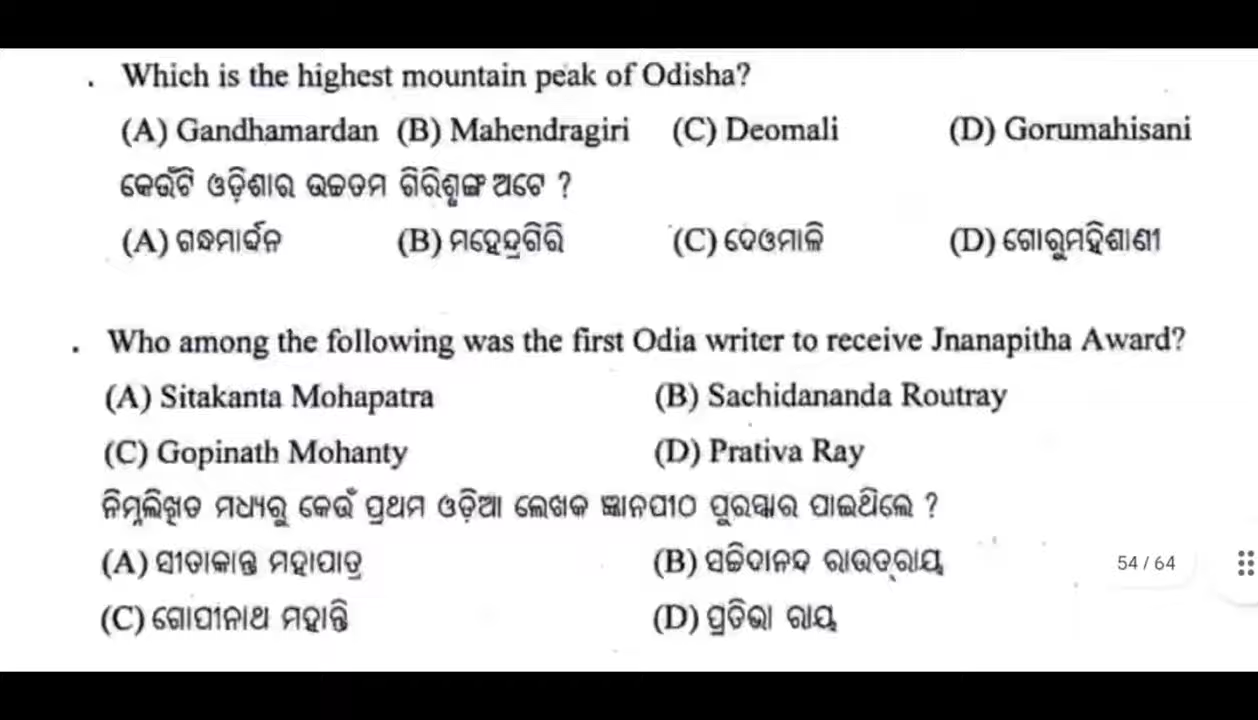 . Which is the highest mountain peak of Odisha?
(A) Gandhamardan (B) Mahendragiri (C) Deomali (D) Gorumahisani
କେଉଁଟି ଓଡ଼ିଶାର ଉଚ୍ଚତମ ଗିରିଶୃଙ୍ଗ ଅଟେ ?
(A) ଗନ୍ଧମାର୍ଦ୍ଦନ (B) ମହେନ୍ଦ୍ରଗିରି (C) ଦେଓମାଳି (D) ଗୋରୁମହିଶାଣୀ
. Who among the following was the first Odia writer to receive Jnanapitha Award?
(A) Sitakanta Mohapatra (B) Sachidananda Routray
(C) Gopinath Mohanty (D) Prativa Ray
ନିମ୍ନଲିଖିତ ମଧ୍ୟରୁ କେଉଁ ପ୍ରଥମ ଓଡ଼ିଆ ଲେଖକ ଜ୍ଞାନପୀଠ ପୁରସ୍କାର ପାଇଥିଲେ ?
(A) ସୀତାକାନ୍ତ ମହାପାତ୍ର (B) ସଚ୍ଚିଦାନନ୍ଦ ରାଉତ୍‌ରାୟ
54 / 64
(C) ଗୋପୀନାଥ ମହାନ୍ତି (D) ପ୍ରତିଭା ରାୟ